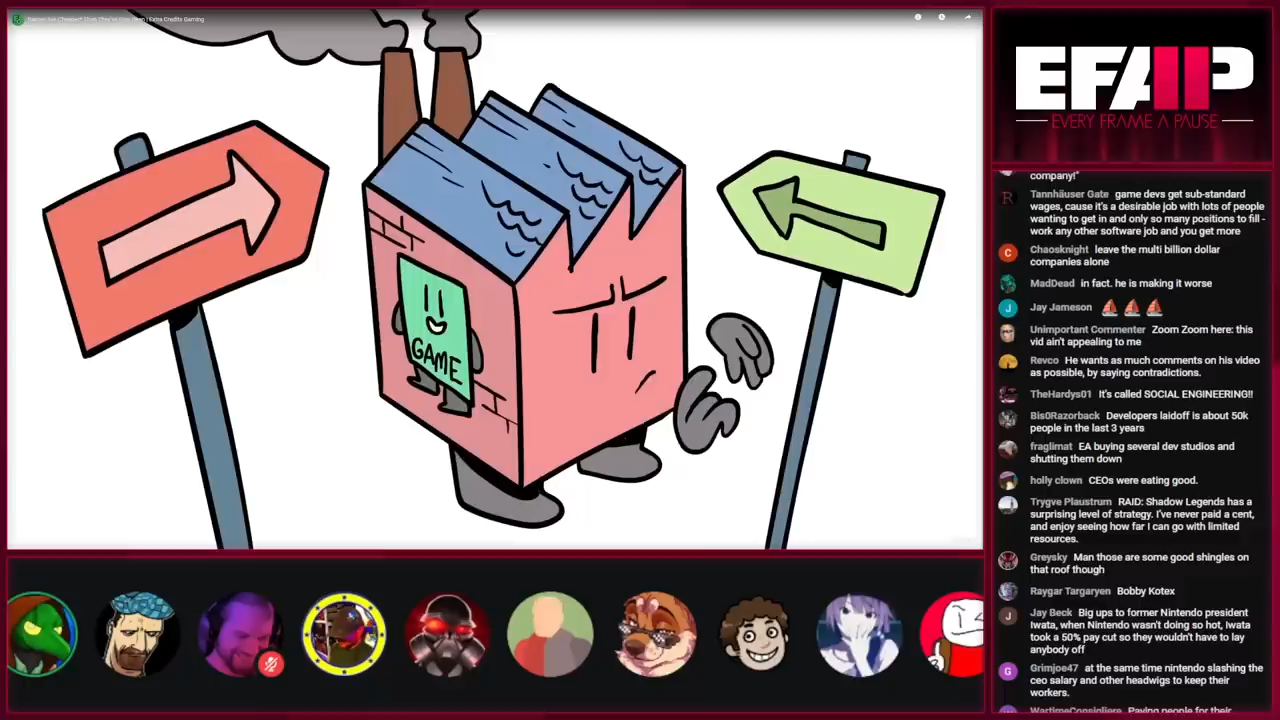 Extra Credits Gaming
GAME
EFAP
EVERY FRAME A PAUSE
company!"
Tannhäuser Gate game devs get sub-standard
wages, cause it's a desirable job with lots of people
wanting to get in and only so many positions to fill -
work any other software job and you get more
Chaosknight leave the multi billion dollar
companies alone
MadDead in fact. he is making it worse
Jay Jameson
Unimportant Commenter Zoom Zoom here: this
vid ain't appealing to me
Revco He wants as much comments on his video
as possible, by saying contradictions.
TheHardys01 It's called SOCIAL ENGINEERING!!
Bis0Razorback Developers laidoff is about 50k
people in the last 3 years
fraglimat EA buying several dev studios and
shutting them down
holly clown CEOs were eating good.
Trygve Plaustrum RAID: Shadow Legends has a
surprising level of strategy. I've never paid a cent,
and enjoy seeing how far I can go with limited
resources.
Greysky Man those are some good shingles on
that roof though
Raygar Targaryen Bobby Kotex
Jay Beck Big ups to former Nintendo president
Iwata, when Nintendo wasn't doing so hot, Iwata
took a 50% pay cut so they wouldn't have to lay
anybody off
Grimjoe47 at the same time nintendo slashing the
ceo salary and other headwigs to keep their
workers.
WartimeConsigliere Paying people for their